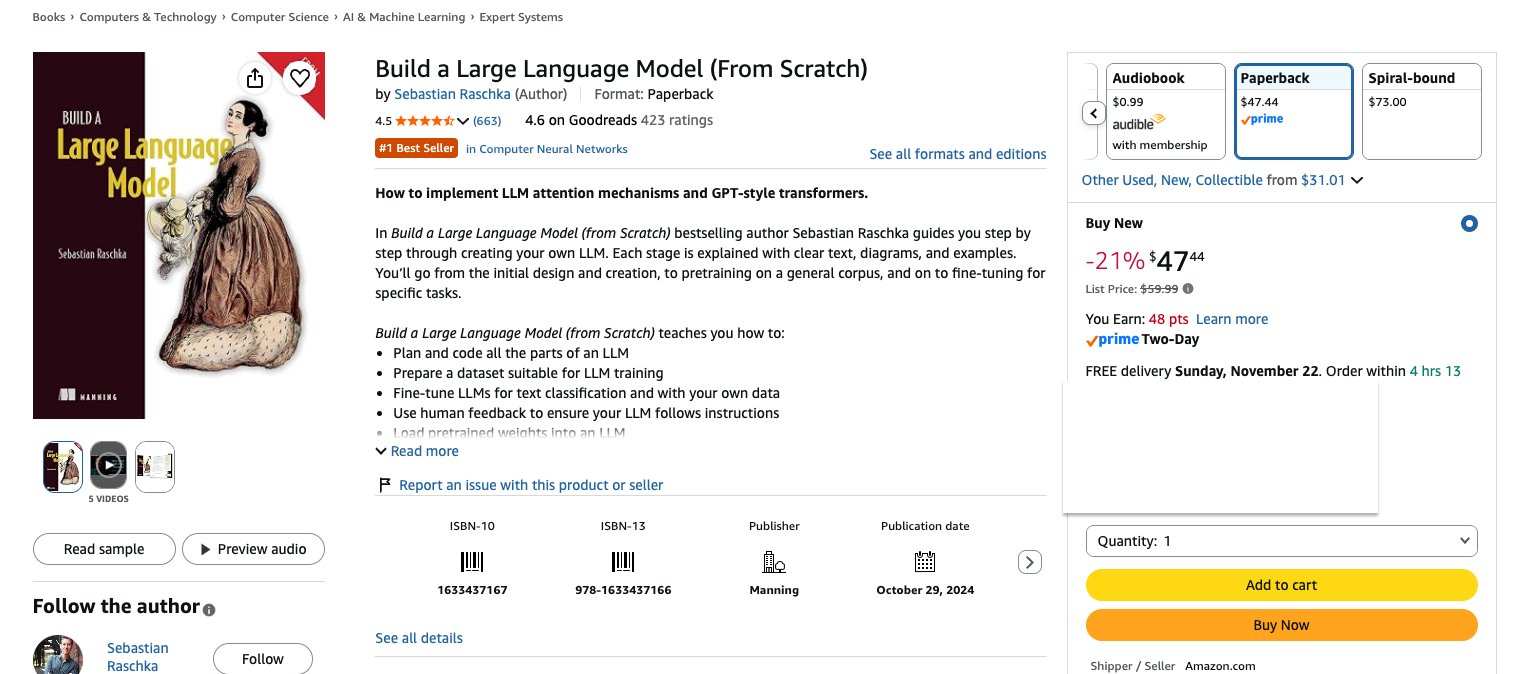 Books › Computers & Technology › Computer Science › AI & Machine Learning › Expert Systems
BUILD A
Large Language
Model
Sebastian Raschka
MANNING
5 VIDEOS
Read sample
Preview audio
Follow the author
Sebastian
Raschka
Follow
Build a Large Language Model (From Scratch)
by Sebastian Raschka (Author) Format: Paperback
4.5 (663) 4.6 on Goodreads 423 ratings
#1 Best Seller in Computer Neural Networks
See all formats and editions
How to implement LLM attention mechanisms and GPT-style transformers.
In Build a Large Language Model (from Scratch) bestselling author Sebastian Raschka guides you step by
step through creating your own LLM. Each stage is explained with clear text, diagrams, and examples.
You’ll go from the initial design and creation, to pretraining on a general corpus, and on to fine-tuning for
specific tasks.
Build a Large Language Model (from Scratch) teaches you how to:
• Plan and code all the parts of an LLM
• Prepare a dataset suitable for LLM training
• Fine-tune LLMs for text classification and with your own data
• Use human feedback to ensure your LLM follows instructions
• Load pretrained weights into an LLM
Read more
Report an issue with this product or seller
ISBN-10 ISBN-13 Publisher Publication date
1633437167 978-1633437166 Manning October 29, 2024
See all details
Audiobook Paperback Spiral-bound
$0.99 $47.44 $73.00
audible prime
with membership
Other Used, New, Collectible from $31.01
Buy New
-21% $47 44
List Price: $59.99
You Earn: 48 pts Learn more
prime Two-Day
FREE delivery Sunday, November 22. Order within 4 hrs 13
Quantity: 1
Add to cart
Buy Now
Shipper / Seller Amazon.com